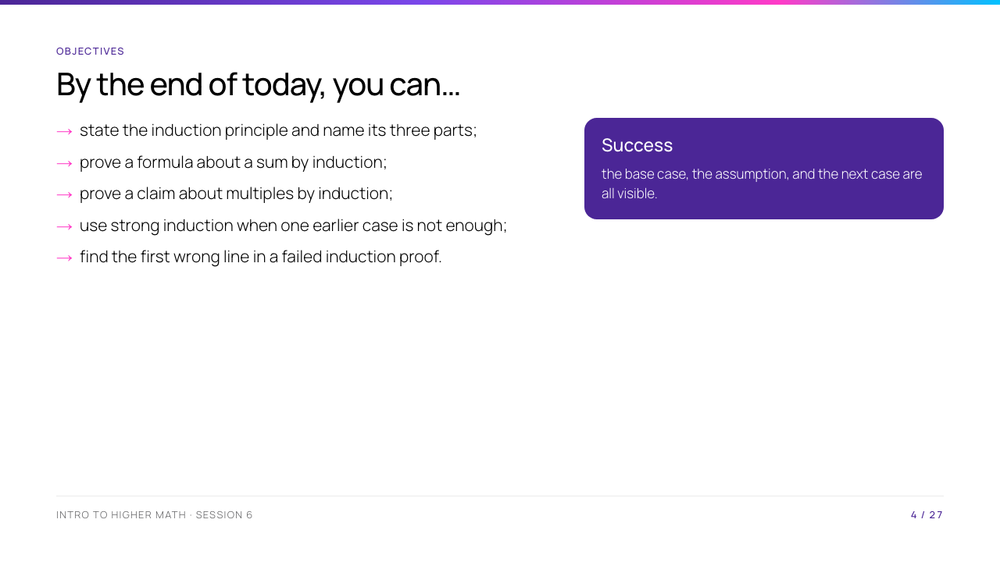 OBJECTIVES
By the end of today, you can…
→ state the induction principle and name its three parts;
→ prove a formula about a sum by induction;
→ prove a claim about multiples by induction;
→ use strong induction when one earlier case is not enough;
→ find the first wrong line in a failed induction proof.
Success
the base case, the assumption, and the next case are
all visible.
INTRO TO HIGHER MATH · SESSION 6
4 / 27